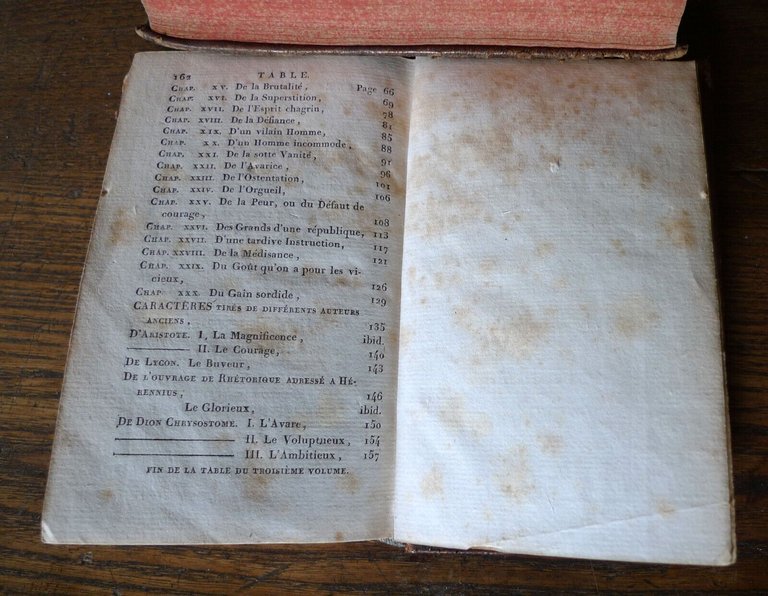 162 TABLE.
CHAP. XV. De la Brutalité, Page 66
CHAP. XVI. De la Superstition, 69
CHAP. XVII. De l'Esprit chagrin, 78
CHAP. XVIII. De la Défiance, 81
CHAP. XIX. D'un vilain Homme, 85
CHAP. XX. D'un Homme incommode, 88
CHAP. XXI. De la sotte Vanité, 91
CHAP. XXII. De l'Avarice, 96
CHAP. XXIII. De l'Ostentation, 101
CHAP. XXIV. De l'Orgueil, 106
CHAP. XXV. De la Peur, ou du Défaut de
courage, 108
CHAP. XXVI. Des Grands d'une république, 113
CHAP. XXVII. D'une tardive Instruction, 117
CHAP. XXVIII. De la Médisance, 121
CHAP. XXIX. Du Goût qu'on a pour les vi-
cieux, 126
CHAP XXX. Du Gain sordide, 129
CARACTÈRES TIRÉS DE DIFFÉRENTS AUTEURS
ANCIENS, 135
D'ARISTOTE. I, La Magnificence, ibid.
II. Le Courage, 140
DE LYCON. Le Buveur, 143
DE L'OUVRAGE DE RHÉTORIQUE ADRESSÉ A HÉ-
RENNIUS, 146
Le Glorieux, ibid.
DE DION CHRYSOSTOME. I. L'Avare, 150
II. Le Voluptueux, 154
III. L'Ambitieux, 157
FIN DE LA TABLE DU TROISIÈME VOLUME.